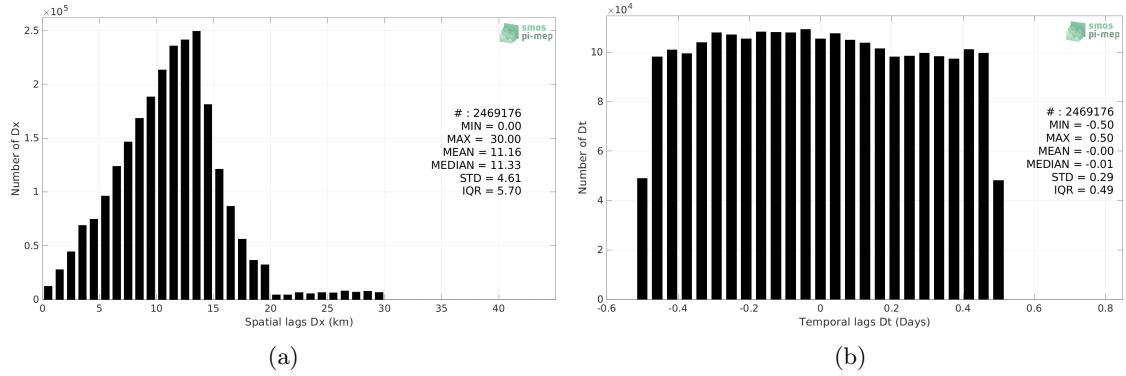 ×10⁵
2.5
2
1.5
1
0.5
0
Number of Dx
smos
pi-mep
# : 2469176
MIN = 0.00
MAX = 30.00
MEAN = 11.16
MEDIAN = 11.33
STD = 4.61
IQR = 5.70
0 5 10 15 20 25 30 35 40
Spatial lags Dx (km)
(a)
×10⁴
10
8
6
4
2
0
Number of Dt
smos
pi-mep
# : 2469176
MIN = -0.50
MAX = 0.50
MEAN = -0.00
MEDIAN = -0.01
STD = 0.29
IQR = 0.49
-0.6 -0.4 -0.2 0 0.2 0.4 0.6 0.8
Temporal lags Dt (Days)
(b)